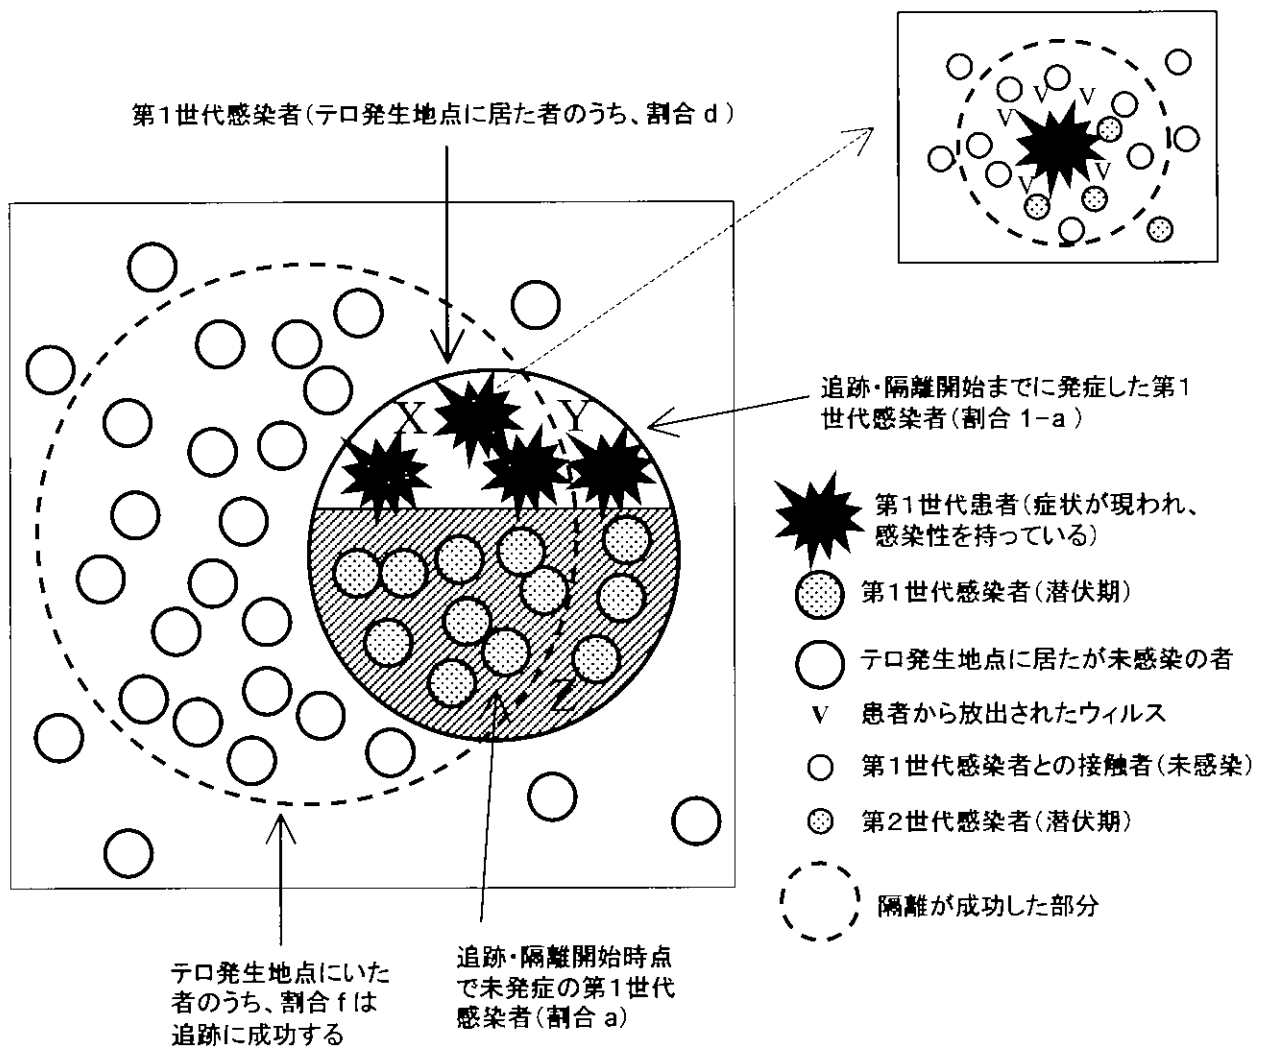 第1世代感染者(テロ発生地点に居た者のうち、割合 d )
V
V
V
V
V
X
Y
追跡・隔離開始までに発症した第1
世代感染者(割合 1-a )
第1世代患者(症状が現われ、
感染性を持っている)
第1世代感染者(潜伏期)
テロ発生地点に居たが未感染の者
V 患者から放出されたウィルス
第1世代感染者との接触者(未感染)
第2世代感染者(潜伏期)
隔離が成功した部分
Z
テロ発生地点にいた
者のうち、割合 f は
追跡に成功する
追跡・隔離開始時点
で未発症の第1世代
感染者(割合 a)